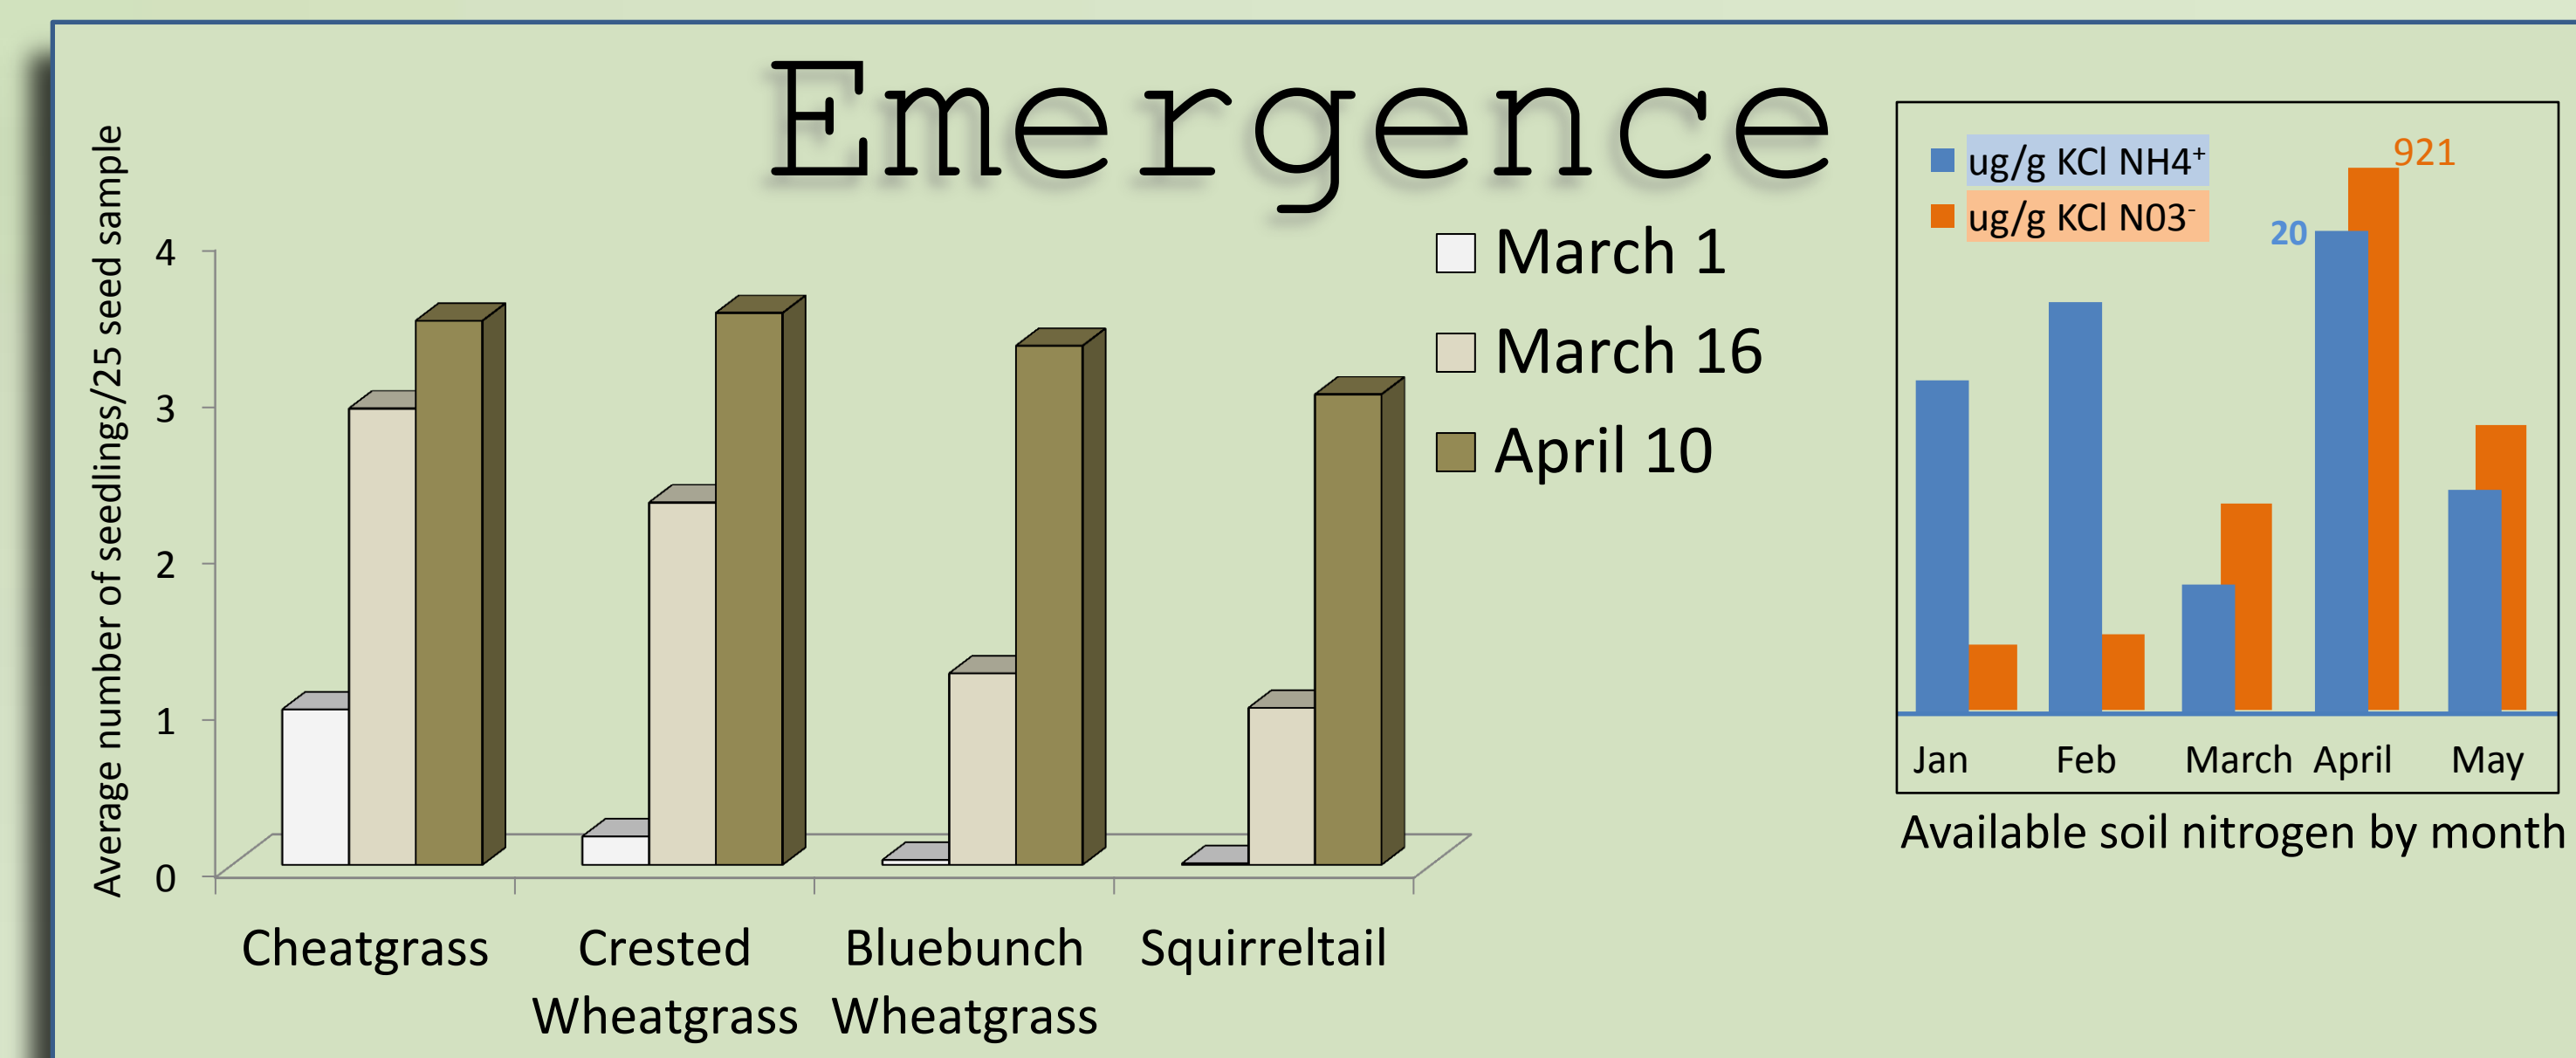 Emergence
Average number of seedlings/25 seed sample
4
3
2
1
0
Cheatgrass
Crested
Wheatgrass
Bluebunch
Wheatgrass
Squirreltail
March 1
March 16
April 10
ug/g KCl NH4⁺
ug/g KCl N03⁻
20
921
Jan
Feb
March
April
May
Available soil nitrogen by month